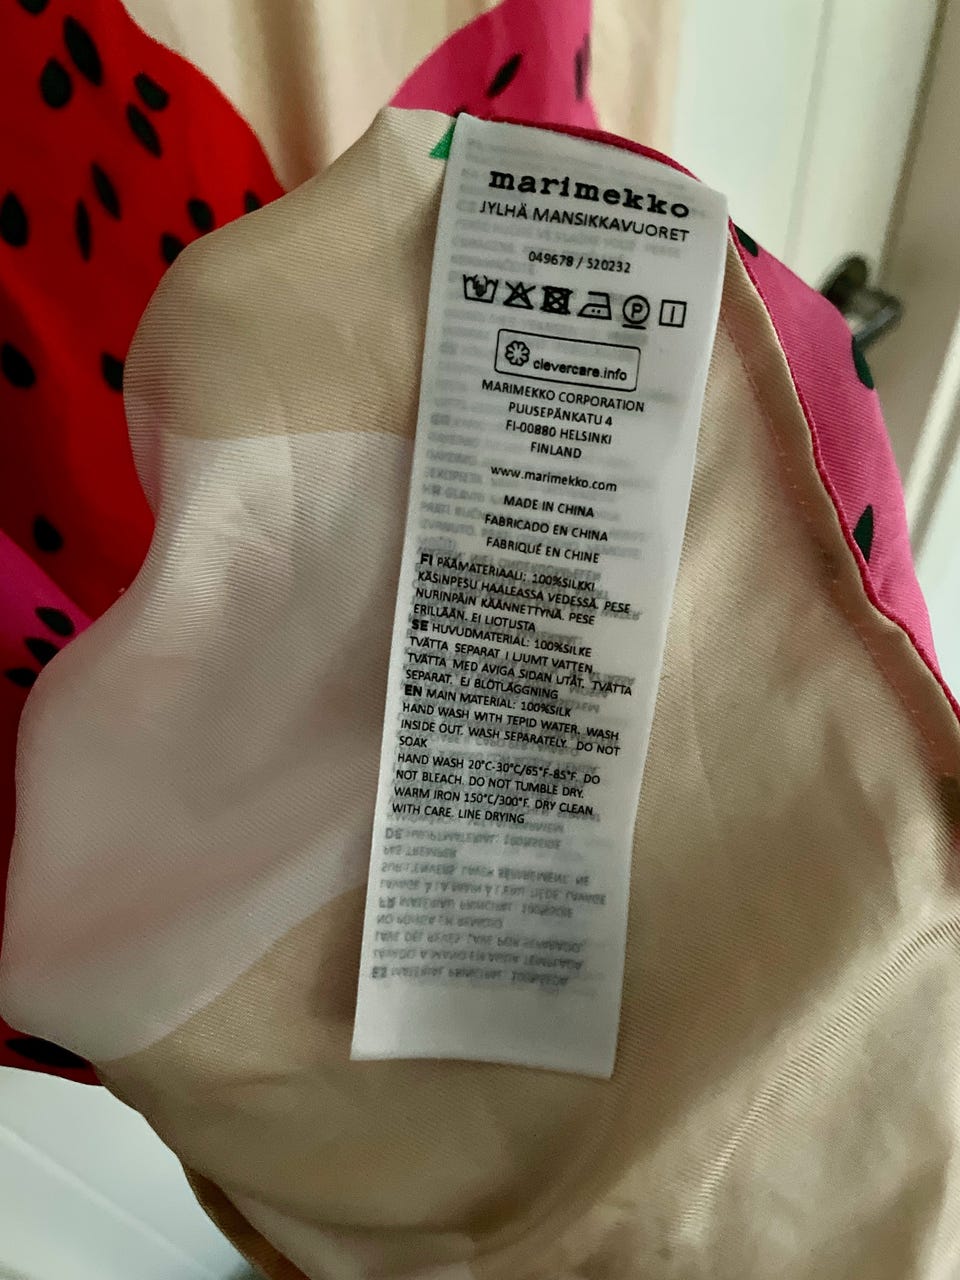 marimekko
JYLHÄ MANSIKKAVUORET
049678 / 520232
P
clevercare.info
MARIMEKKO CORPORATION
PUUSEPÄNKATU 4
FI-00880 HELSINKI
FINLAND
www.marimekko.com
MADE IN CHINA
FABRICADO EN CHINA
FABRIQUÉ EN CHINE
FI PÄÄMATERIAALI: 100%SILKKI
KÄSINPESU HAALEASSA VEDESSÄ. PESE
NURINPÄIN KÄÄNNETTYNÄ. PESE
ERILLÄÄN. EI LIOTUSTA
SE HUVUDMATERIAL: 100%SILKE
TVÄTTA SEPARAT I LJUMT VATTEN.
TVÄTTA MED AVIGA SIDAN UTÅT. TVÄTTA
SEPARAT. EJ BLÖTLÄGGNING
EN MAIN MATERIAL: 100%SILK
HAND WASH WITH TEPID WATER. WASH
INSIDE OUT. WASH SEPARATELY. DO NOT
SOAK
HAND WASH 20°C-30°C/65°F-85°F. DO
NOT BLEACH. DO NOT TUMBLE DRY.
WARM IRON 150°C/300°F. DRY CLEAN
WITH CARE. LINE DRYING